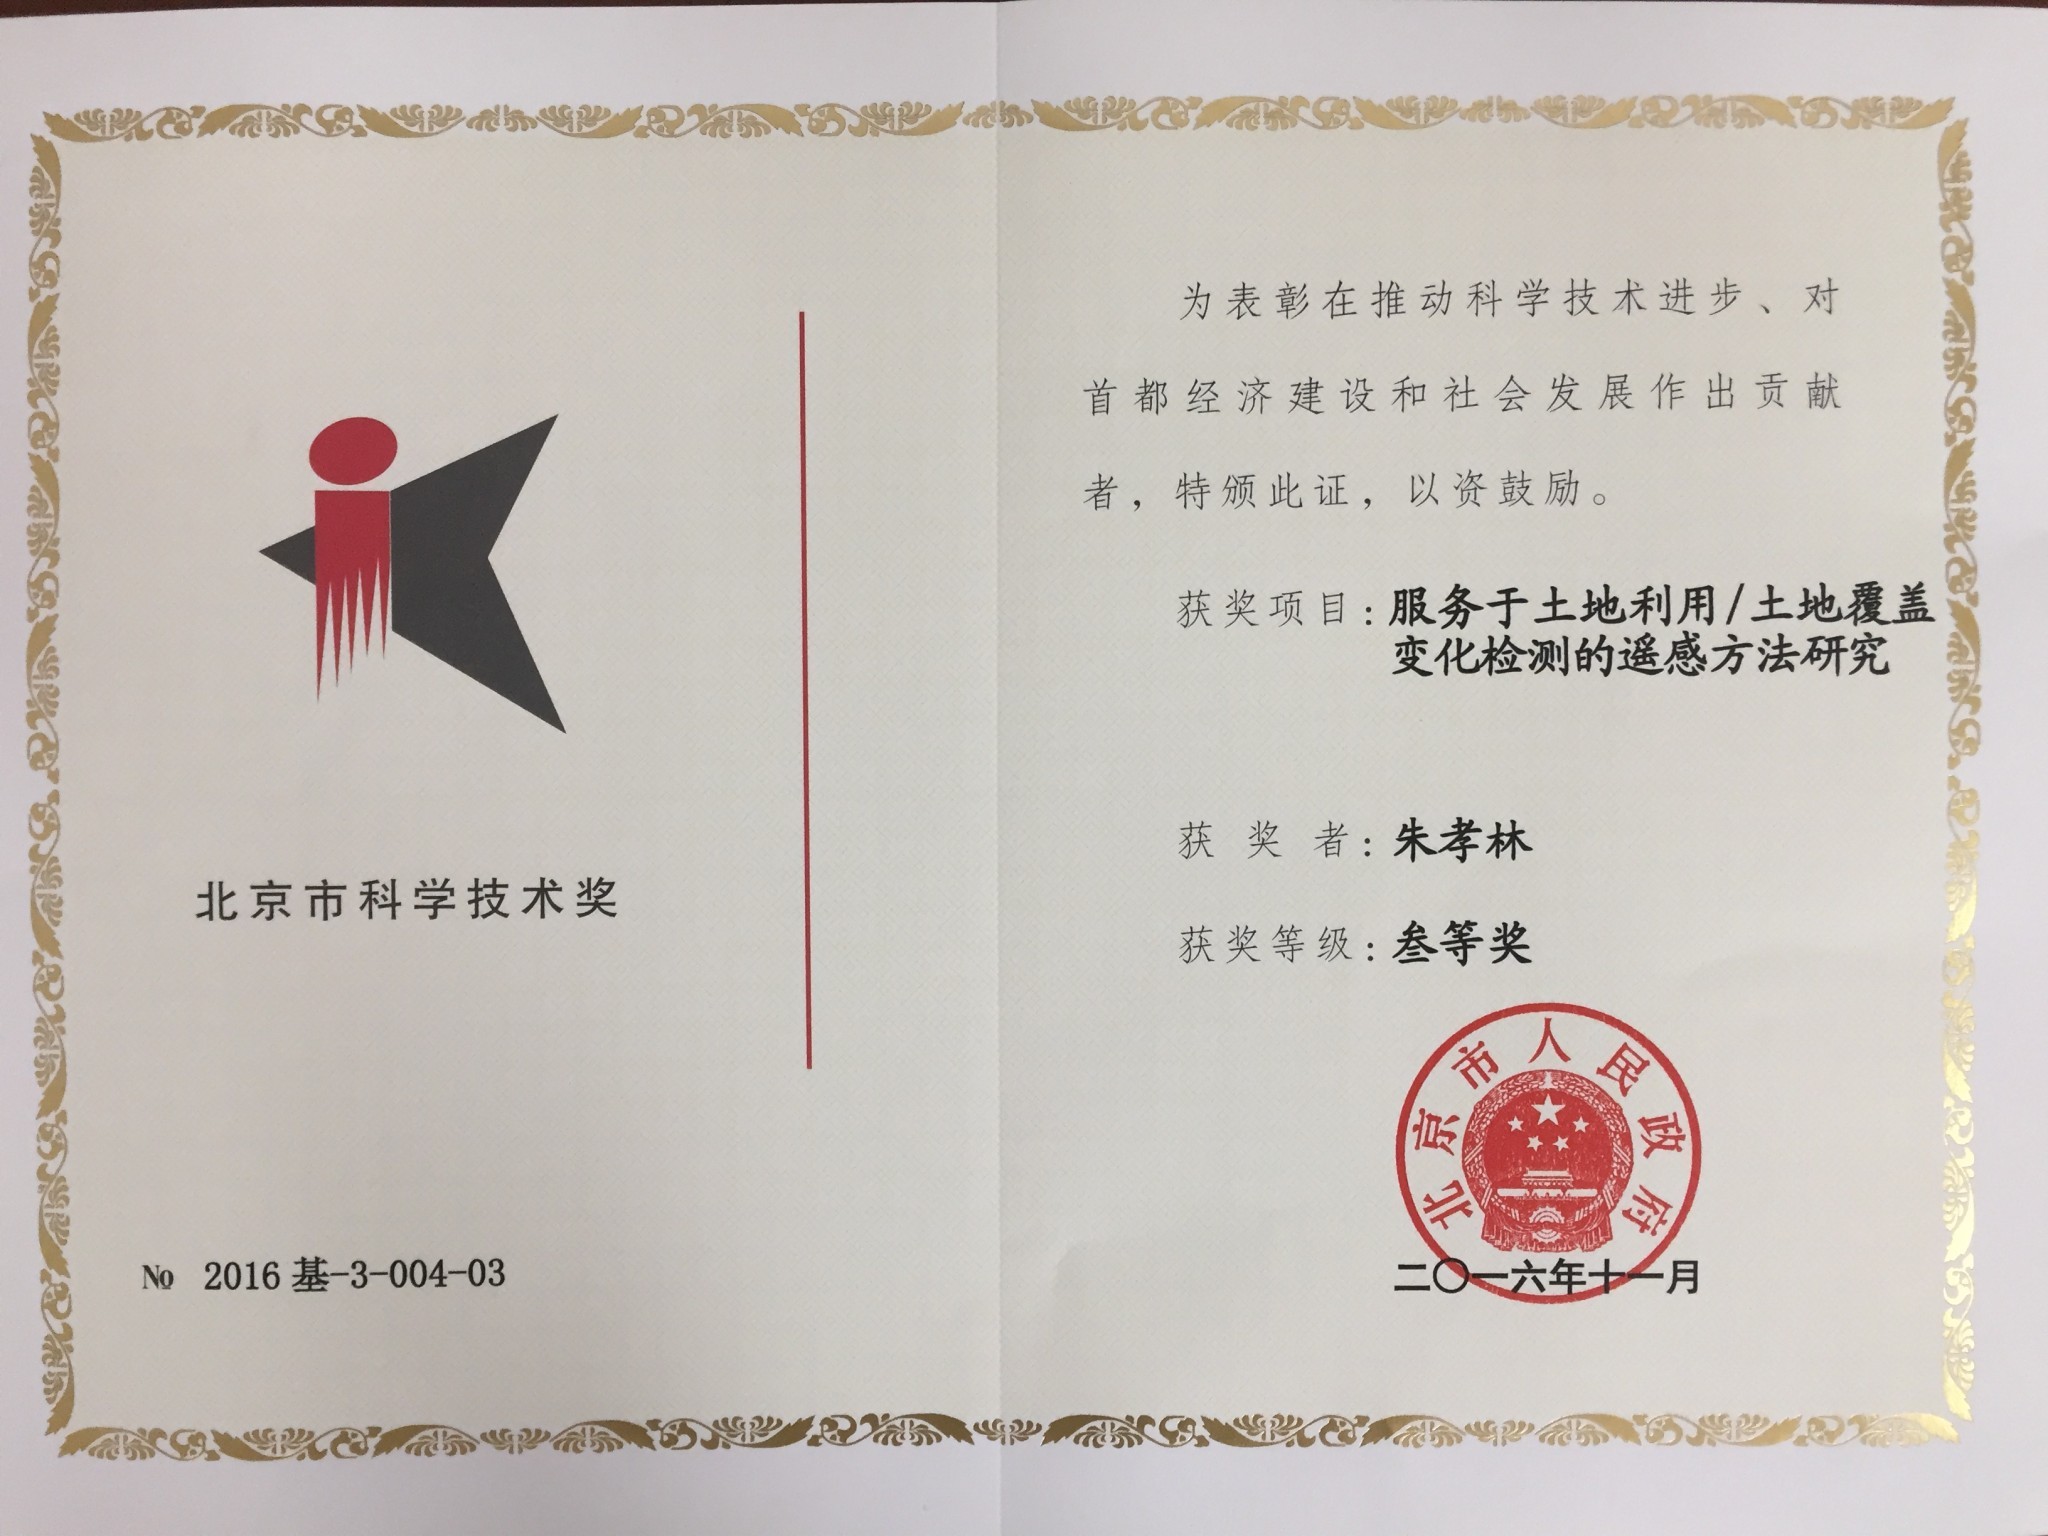 北京市科学技术奖
№ 2016基-3-004-03
为表彰在推动科学技术进步、对
首都经济建设和社会发展作出贡献
者，特颁此证，以资鼓励。
获奖项目：服务于土地利用/土地覆盖
变化检测的遥感方法研究
获奖者：朱孝林
获奖等级：叁等奖
北京市人民政府
二〇一六年十一月